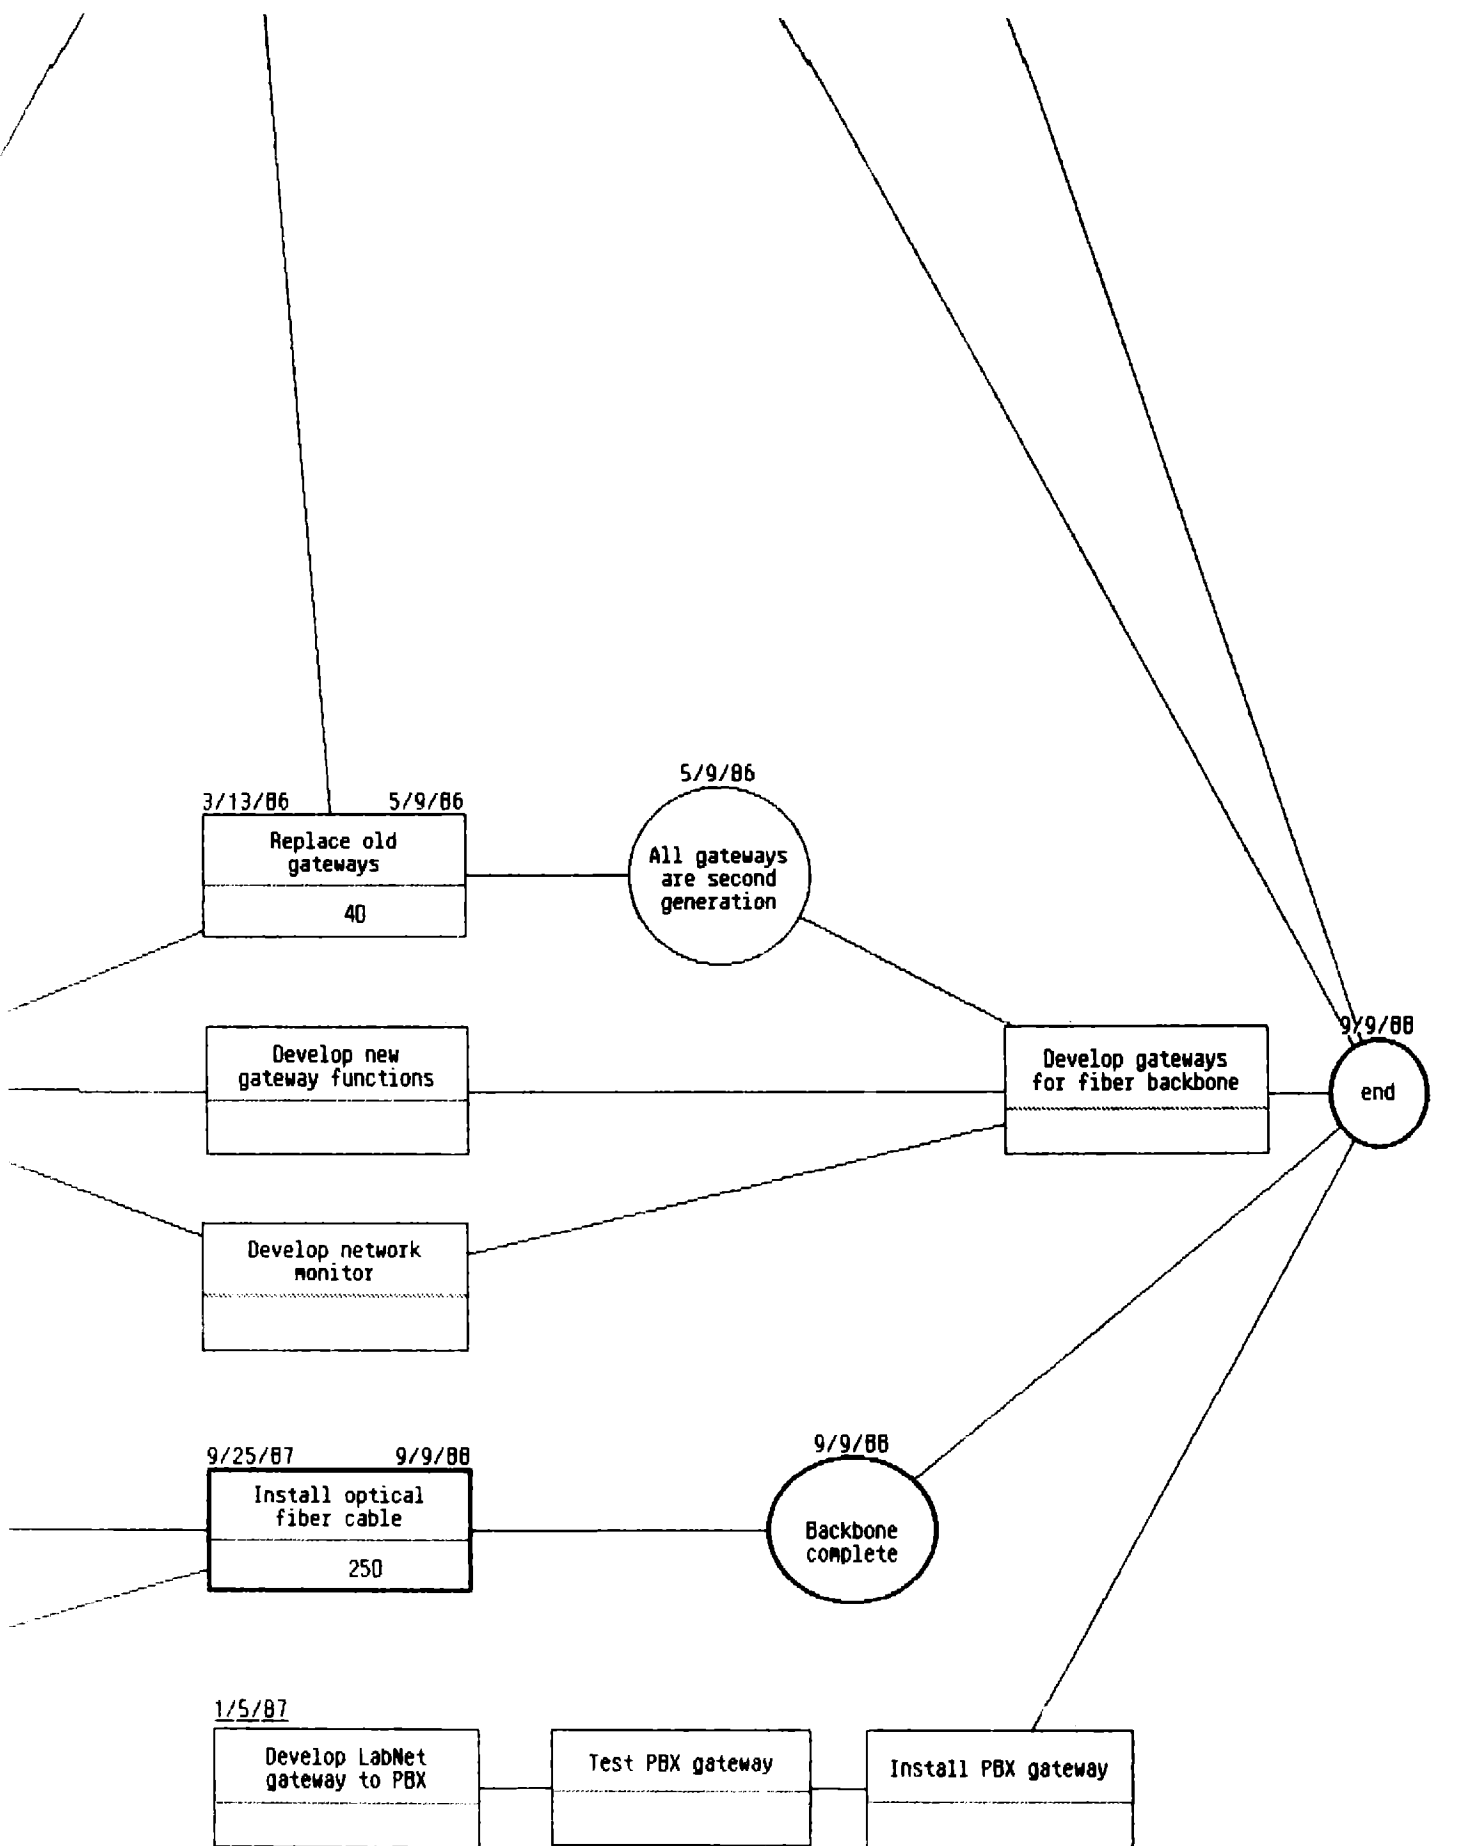 5/9/86
3/13/86 5/9/86
Replace old
gateways
40
All gateways
are second
generation
Develop new
gateway functions
Develop gateways
for fiber backbone
9/9/88
end
Develop network
monitor
9/25/87 9/9/88
Install optical
fiber cable
250
9/9/88
Backbone
complete
1/5/87
Develop LabNet
gateway to PBX
Test PBX gateway
Install PBX gateway